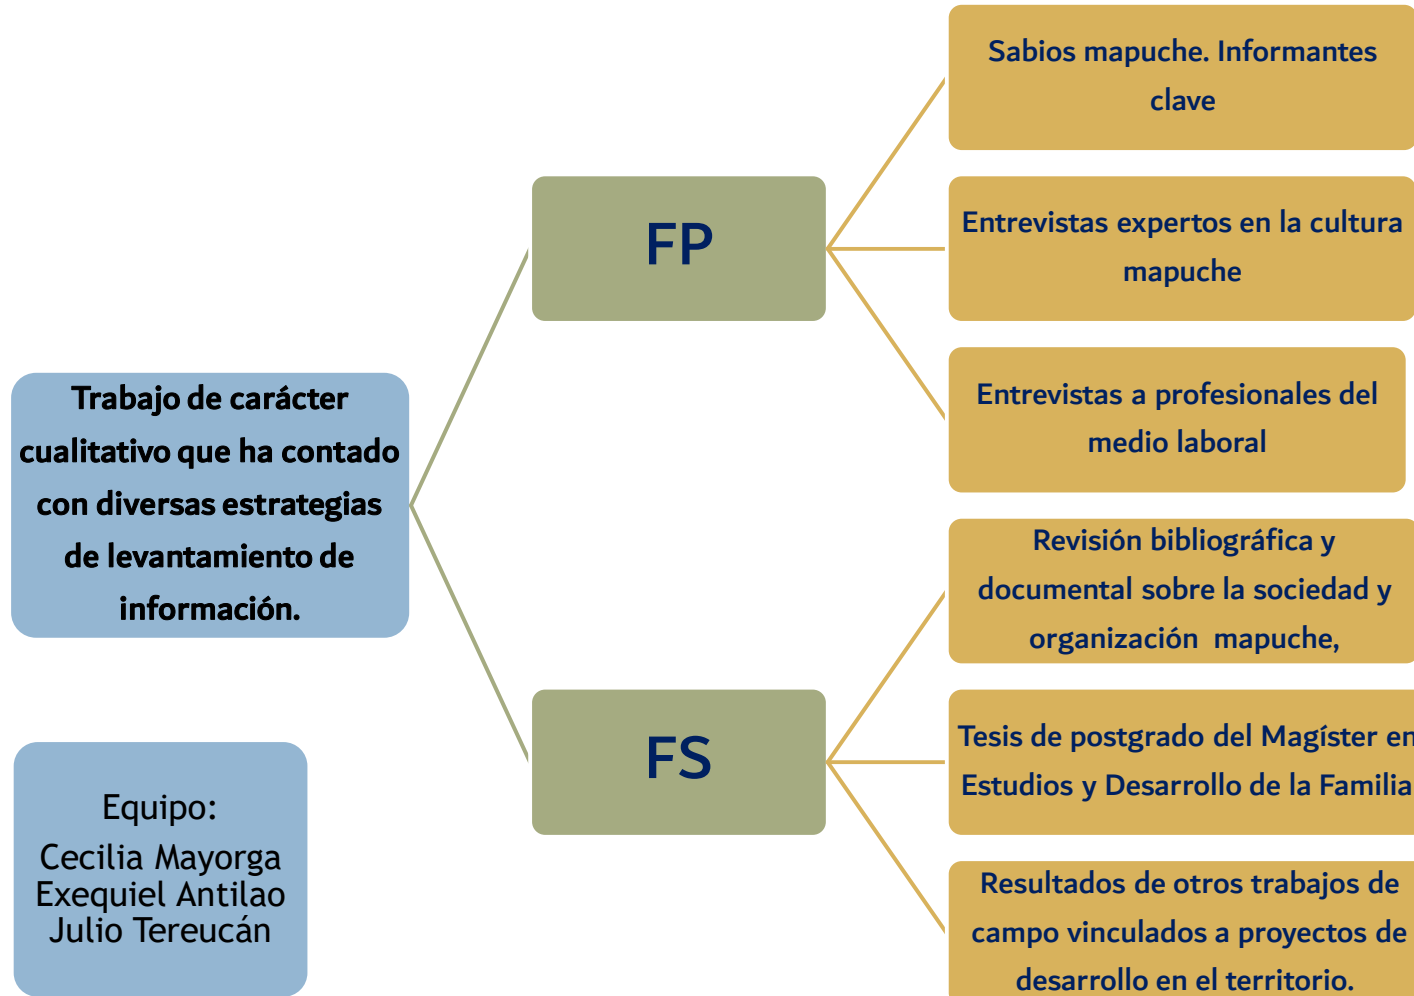 Trabajo de carácter
cualitativo que ha contado
con diversas estrategias
de levantamiento de
información.
FP
Sabios mapuche. Informantes
clave
Entrevistas expertos en la cultura
mapuche
Entrevistas a profesionales del
medio laboral
FS
Revisión bibliográfica y
documental sobre la sociedad y
organización  mapuche,
Tesis de postgrado del Magíster en
Estudios y Desarrollo de la Familia
Resultados de otros trabajos de
campo vinculados a proyectos de
desarrollo en el territorio.
Equipo:
Cecilia Mayorga
Exequiel Antilao
Julio Tereucán